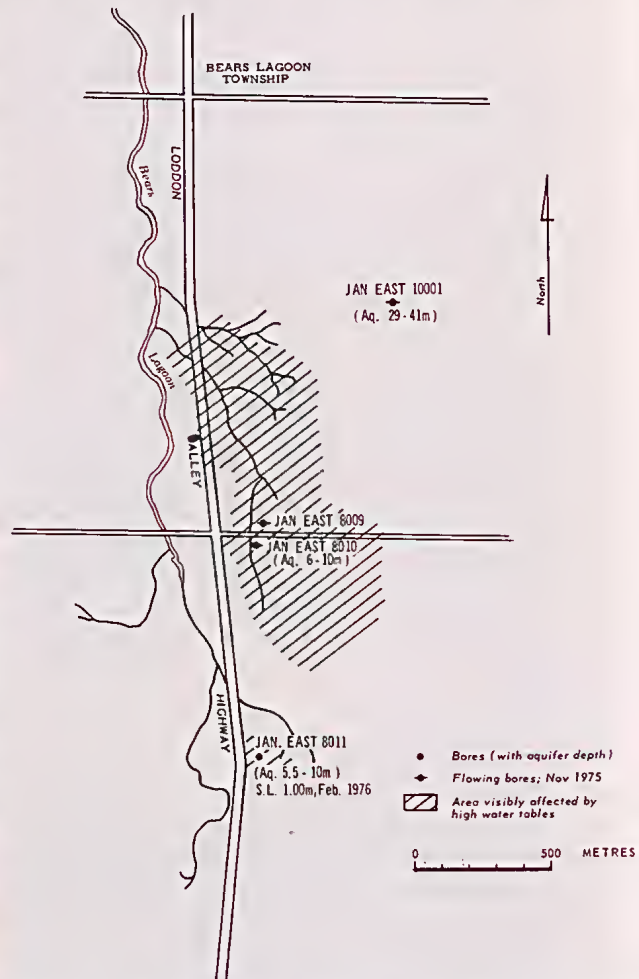 BEARS LAGOON
TOWNSHIP
LODDON
Bears
North
JAN EAST 10001
(Aq. 29-41m)
Lagoon
VALLEY
JAN EAST 8009
JAN EAST 8010
(Aq. 6-10m)
HIGHWAY
JAN. EAST 8011
(Aq. 5.5-10m)
S.L. 1.00m, Feb. 1976
Bores (with aquifer depth)
Flowing bores; Nov 1975
Area visibly affected by
high water tables
0 500 METRES